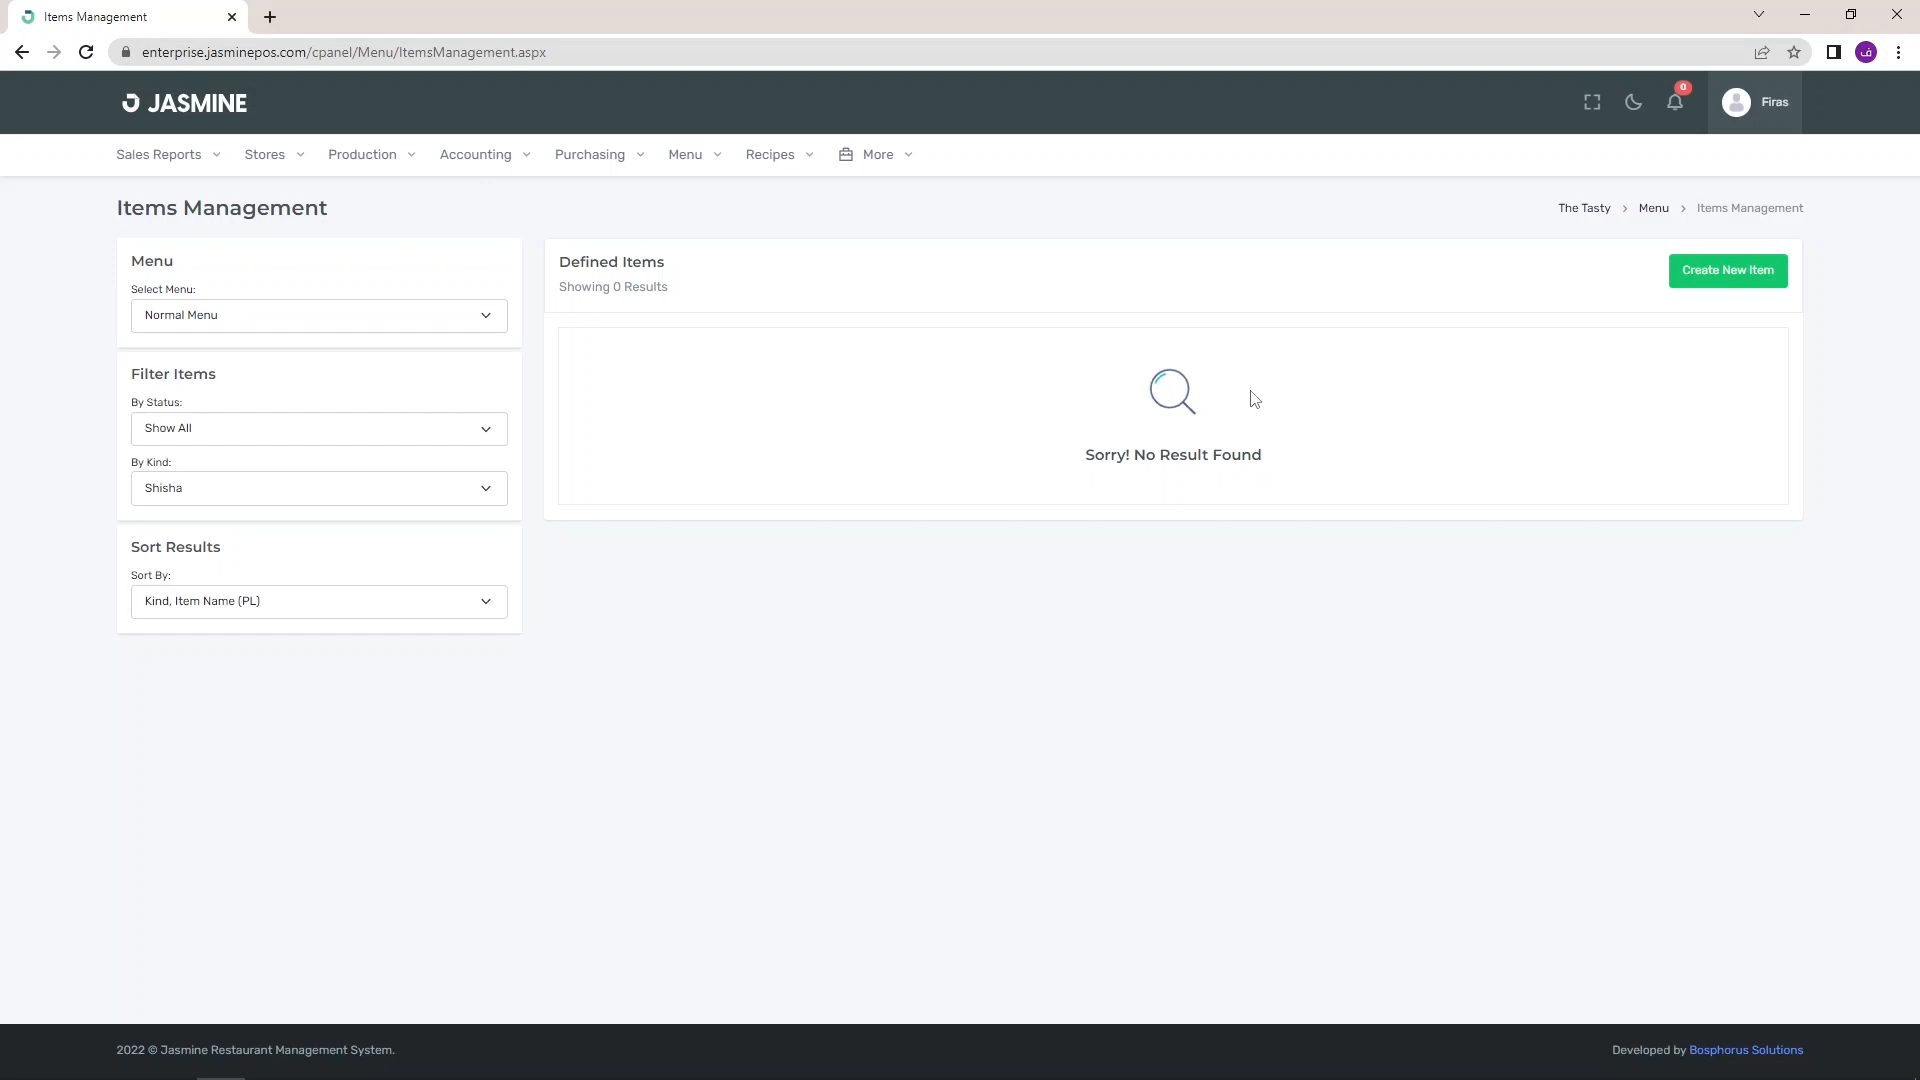 Items Management
enterprise.jasminepos.com/cpanel/Menu/ItemsManagement.aspx
ف
JASMINE
0
Firas
Sales Reports Stores Production Accounting Purchasing Menu Recipes More
Items Management
The Tasty > Menu > Items Management
Menu
Select Menu:
Normal Menu
Filter Items
By Status:
Show All
By Kind:
Shisha
Sort Results
Sort By:
Kind, Item Name (PL)
Defined Items
Showing 0 Results
Create New Item
Sorry! No Result Found
2022 © Jasmine Restaurant Management System.
Developed by Bosphorus Solutions